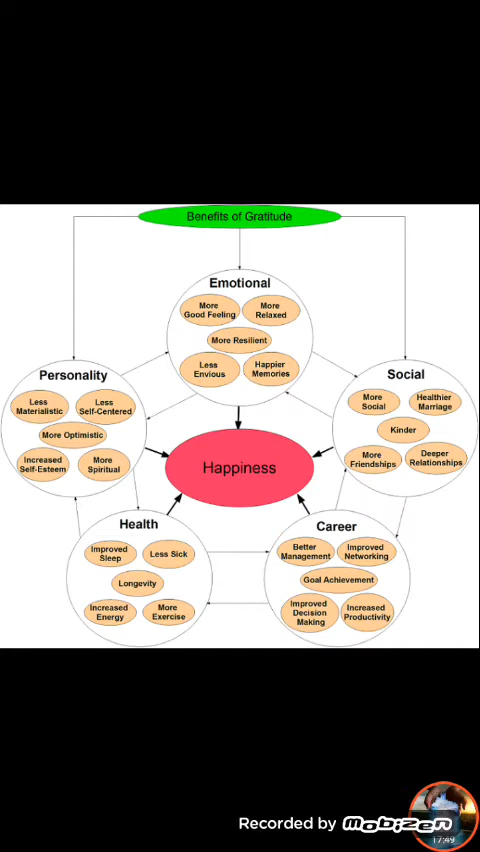 Benefits of Gratitude
Emotional
More
Good Feeling
More
Relaxed
More Resilient
Less
Envious
Happier
Memories
Personality
Less
Materialistic
Less
Self-Centered
More Optimistic
Increased
Self-Esteem
More
Spiritual
Social
More
Social
Healthier
Marriage
Kinder
More
Friendships
Deeper
Relationships
Happiness
Health
Improved
Sleep
Less Sick
Longevity
Increased
Energy
More
Exercise
Career
Better
Management
Improved
Networking
Goal Achievement
Improved
Decision
Making
Increased
Productivity
Recorded by Mobizen
17:49